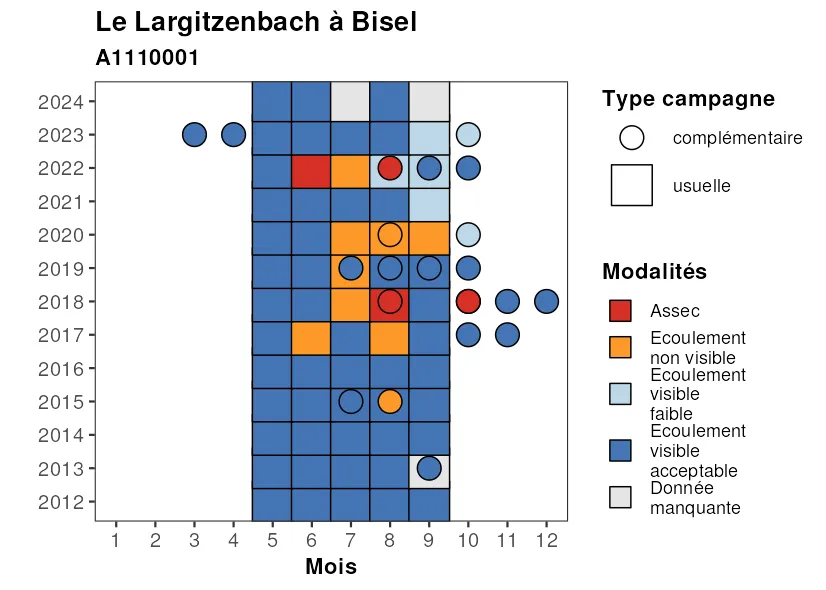 Le Largitzenbach à Bisel
A1110001
2024
2023
2022
2021
2020
2019
2018
2017
2016
2015
2014
2013
2012
1 2 3 4 5 6 7 8 9 10 11 12
Mois
Type campagne
complémentaire
usuelle
Modalités
Assec
Ecoulement
non visible
Ecoulement
visible
faible
Ecoulement
visible
acceptable
Donnée
manquante